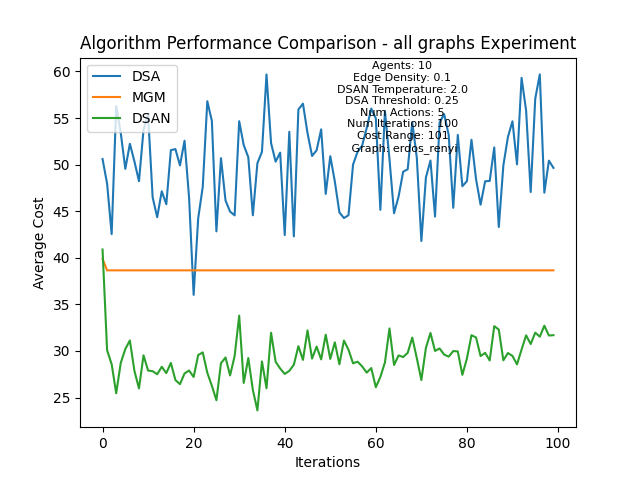 Algorithm Performance Comparison - all graphs Experiment
DSA
MGM
DSAN
Agents: 10
Edge Density: 0.1
DSAN Temperature: 2.0
DSA Threshold: 0.25
Num Actions: 5
Num Iterations: 100
Cost Range: 101
Graph: erdos_renyi
60
55
50
45
40
35
30
25
Average Cost
0
20
40
60
80
100
Iterations